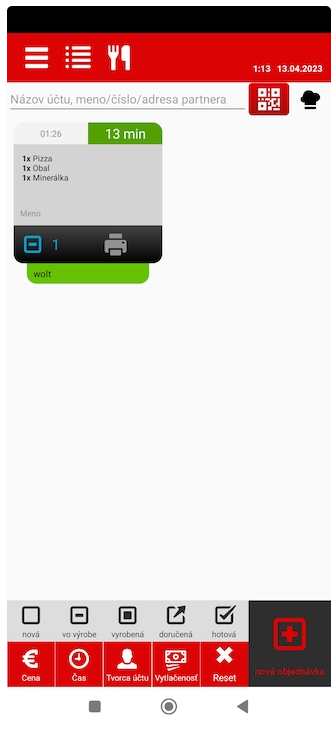 1:13 13.04.2023
Názov účtu, meno/číslo/adresa partnera
01:26 13 min
1x Pizza
1x Obal
1x Minerálka
Meno
1
wolt
nová vo výrobe vyrobená doručená hotová
nová objednávka
Cena Čas Tvorca účtu Vytlačenosť Reset